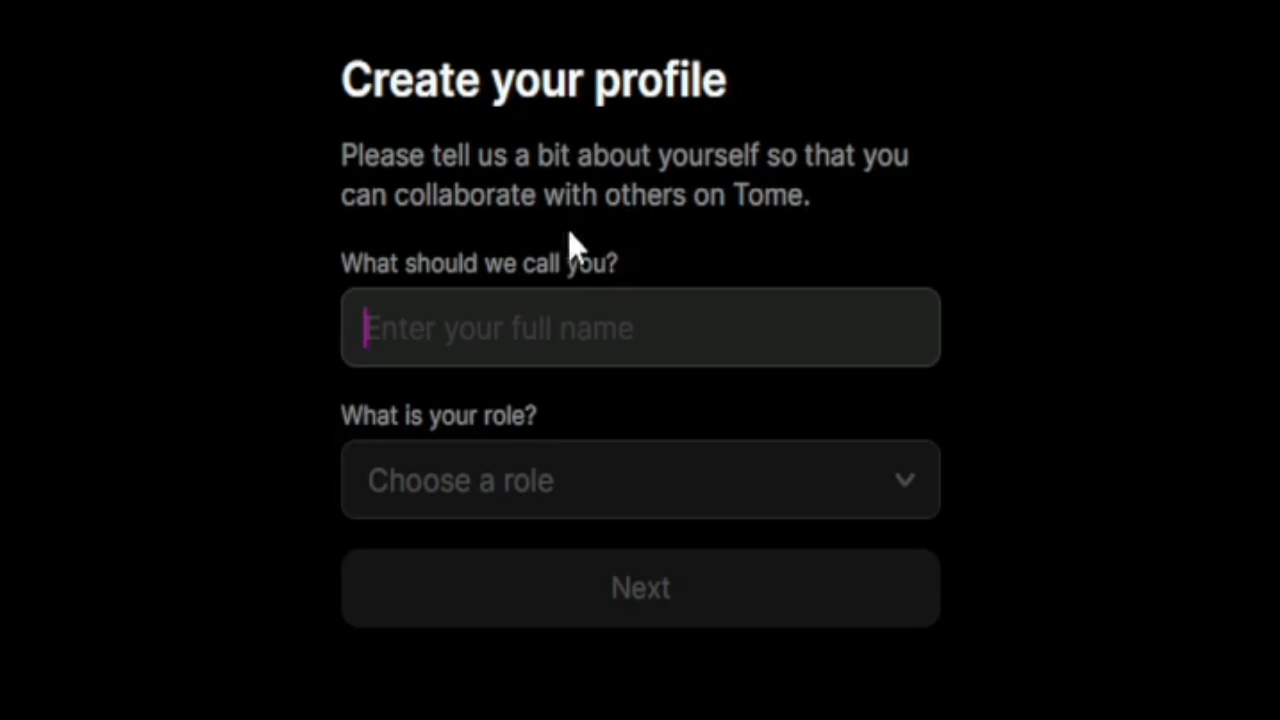 Create your profile
Please tell us a bit about yourself so that you
can collaborate with others on Tome.
What should we call you?
Enter your full name
What is your role?
Choose a role
Next